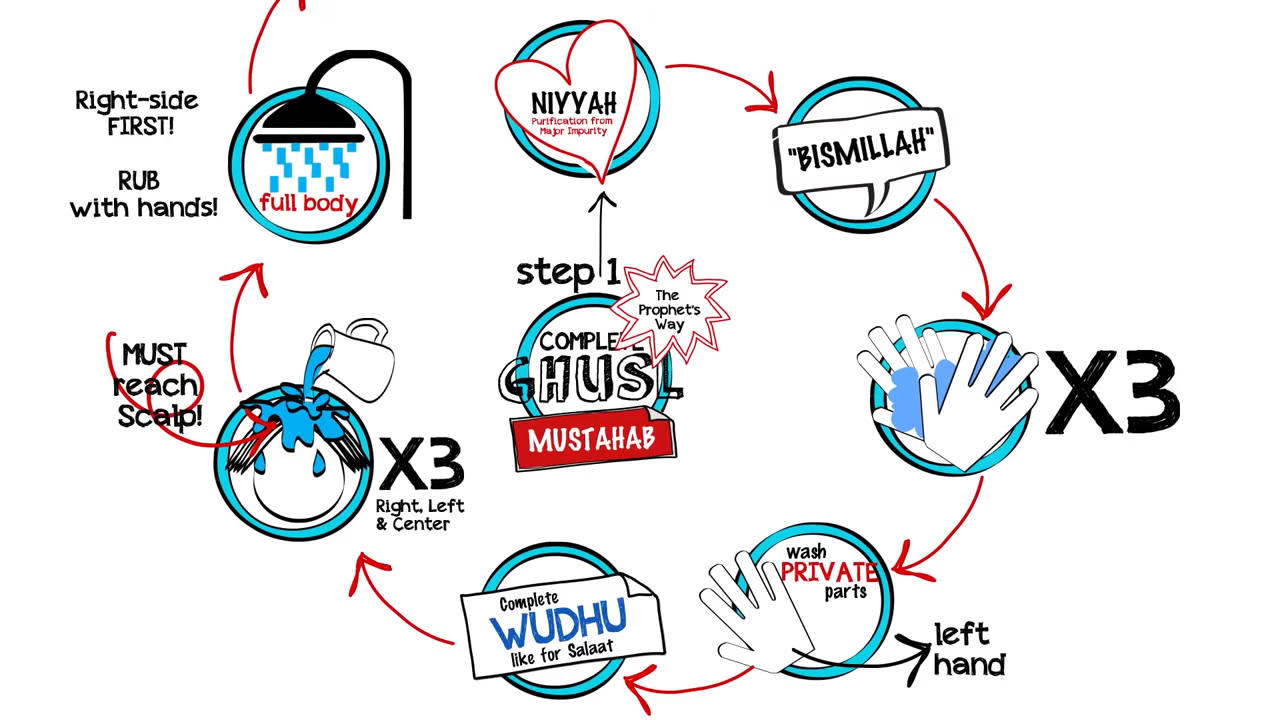 step 1
The
Prophet's
Way
COMPLETE
GHUSL
MUSTAHAB
NIYYAH
Purification from
Major Impurity
"BISMILLAH"
X3
wash
PRIVATE
parts
left
hand
Complete
WUDHU
like for Salaat
MUST
reach
Scalp!
X3
Right, Left
& Center
Right-side
FIRST!
RUB
with hands!
full body